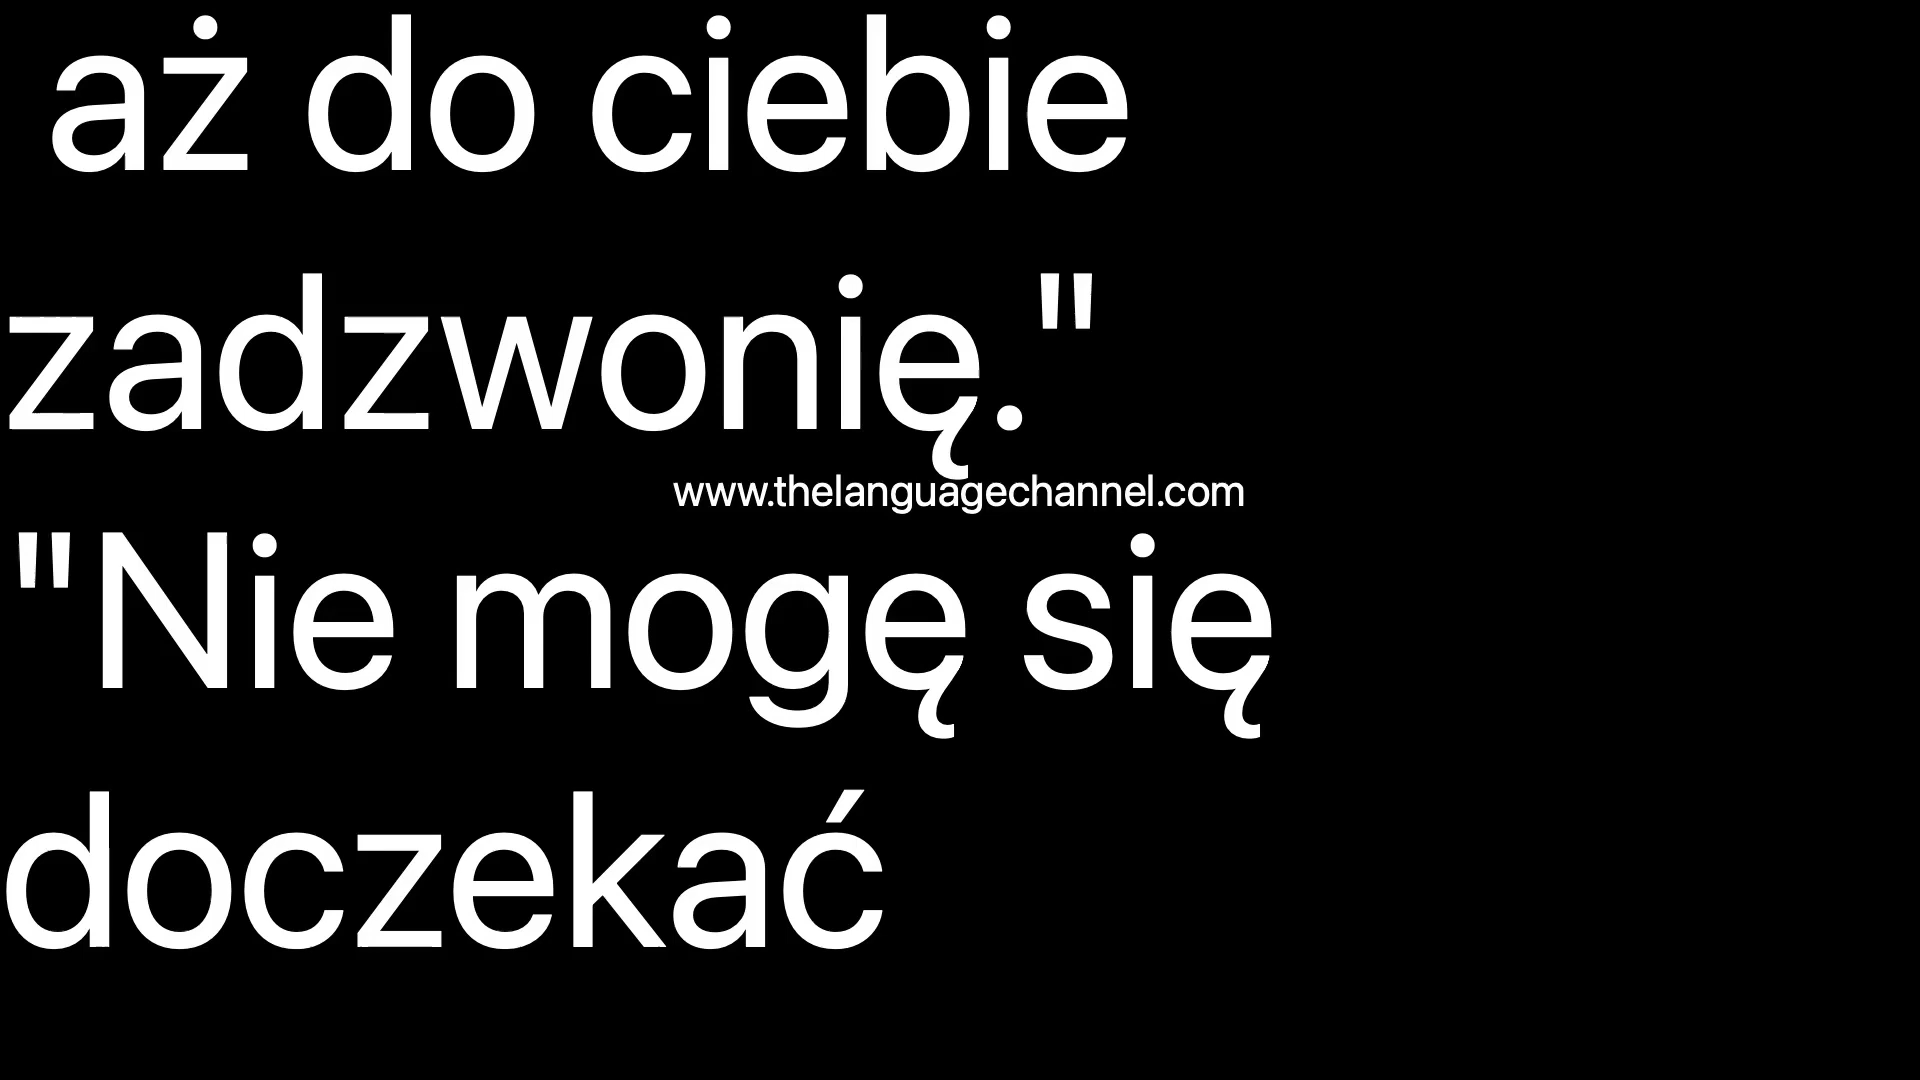 aż do ciebie
zadzwonię."
www.thelanguagechannel.com
"Nie mogę się
doczekać